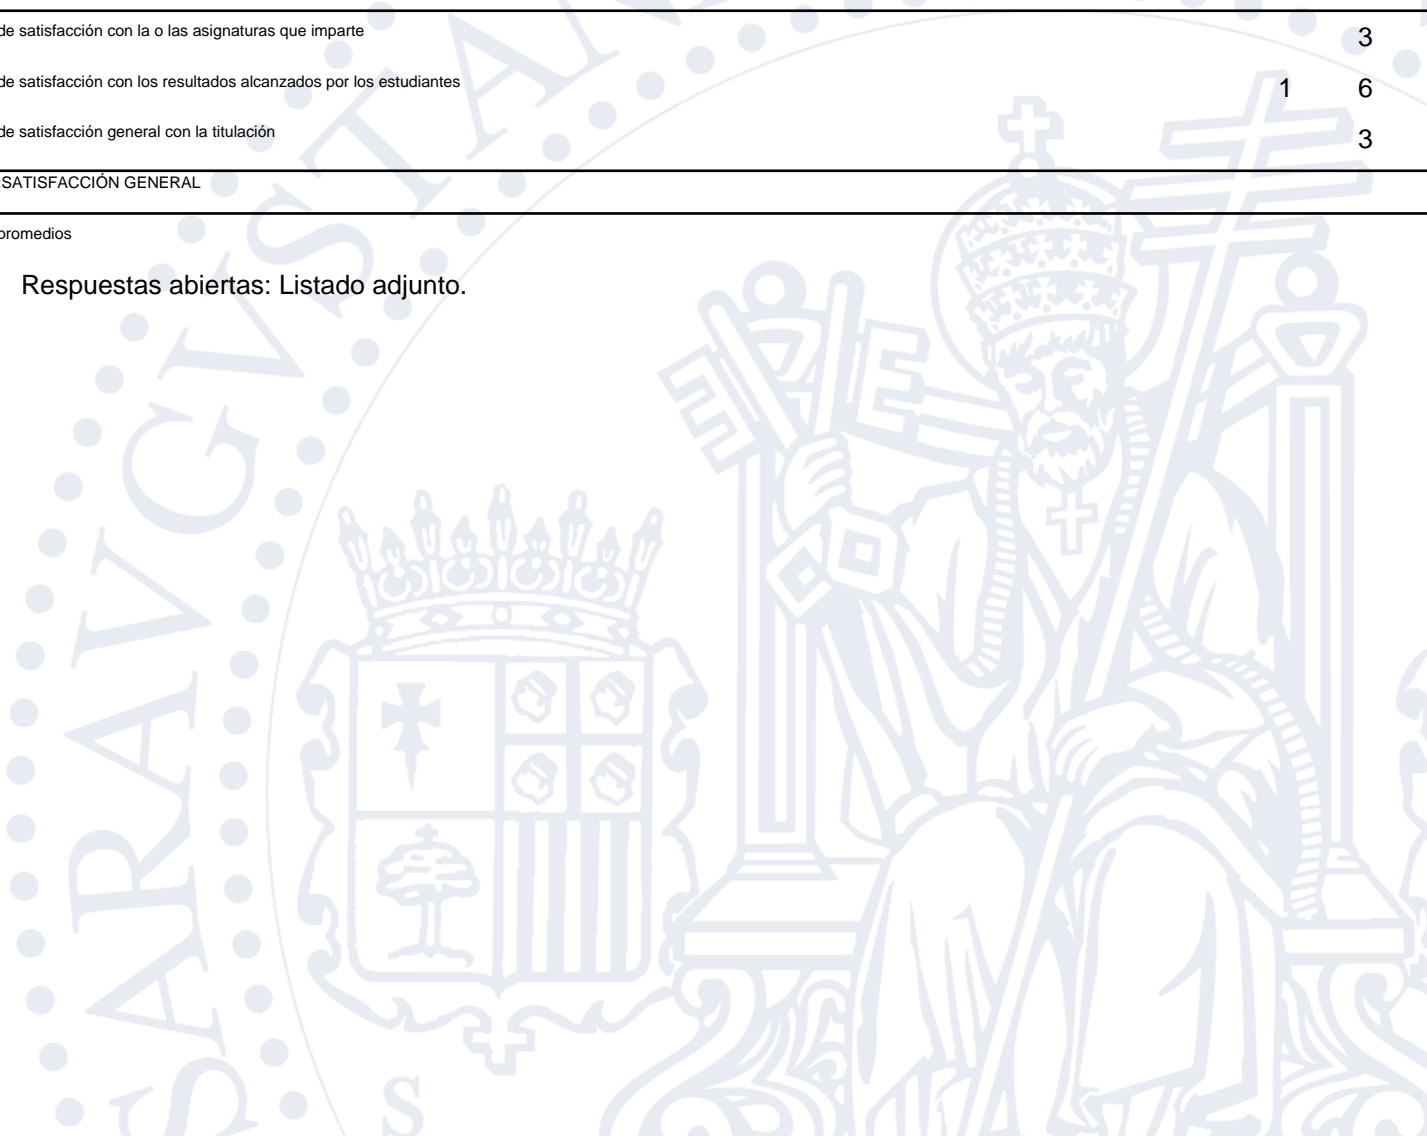 de satisfacción con la o las asignaturas que imparte 3
de satisfacción con los resultados alcanzados por los estudiantes 1 6
de satisfacción general con la titulación 3
SATISFACCIÓN GENERAL
promedios
Respuestas abiertas: Listado adjunto.
SARAVGVSTAN
S